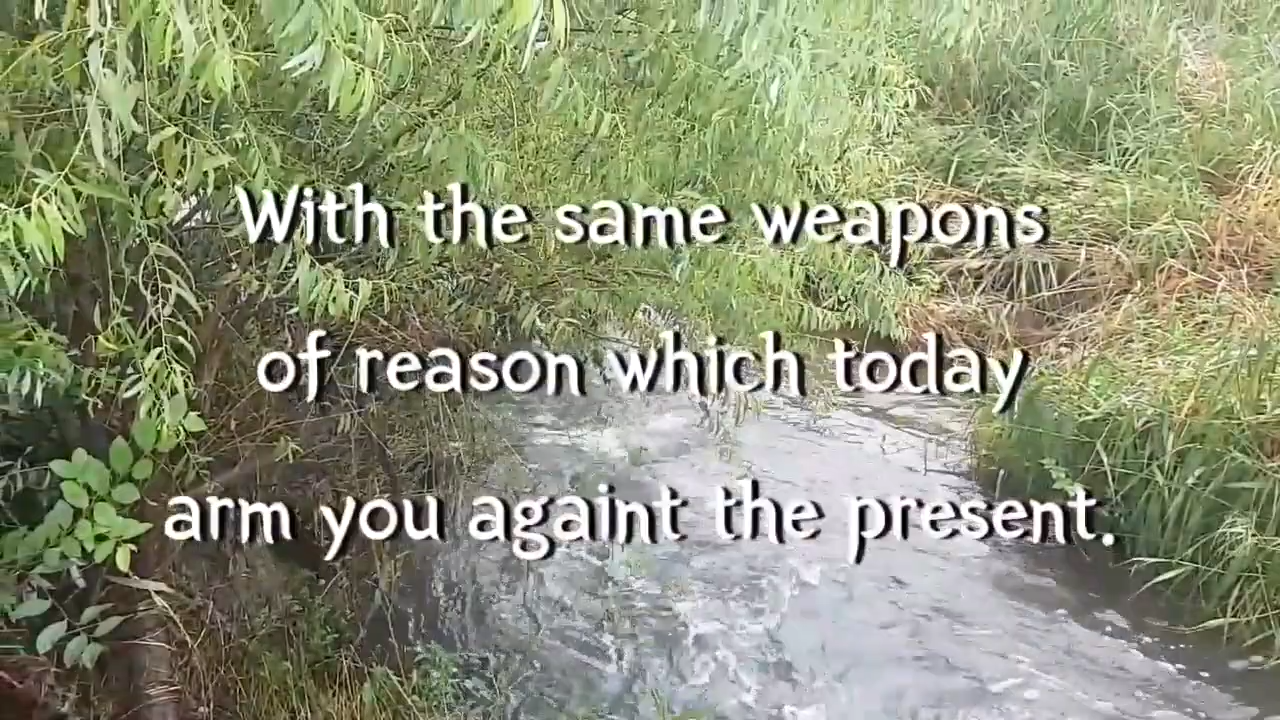 With the same weapons
of reason which today
arm you againt the present.